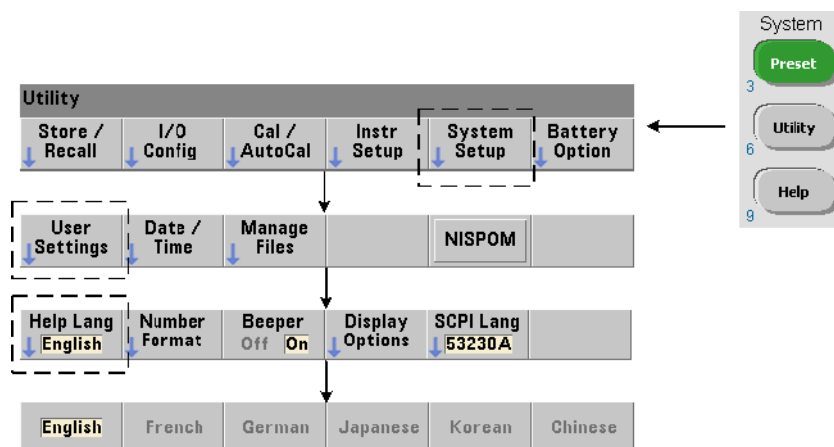 System
Preset
3
Utility
6
Help
9
Utility
Store / Recall
I/O Config
Cal / AutoCal
Instr Setup
System Setup
Battery Option
User Settings
Date / Time
Manage Files
NISPOM
Help Lang
English
Number Format
Beeper
Off On
Display Options
SCPI Lang
53230A
English French German Japanese Korean Chinese